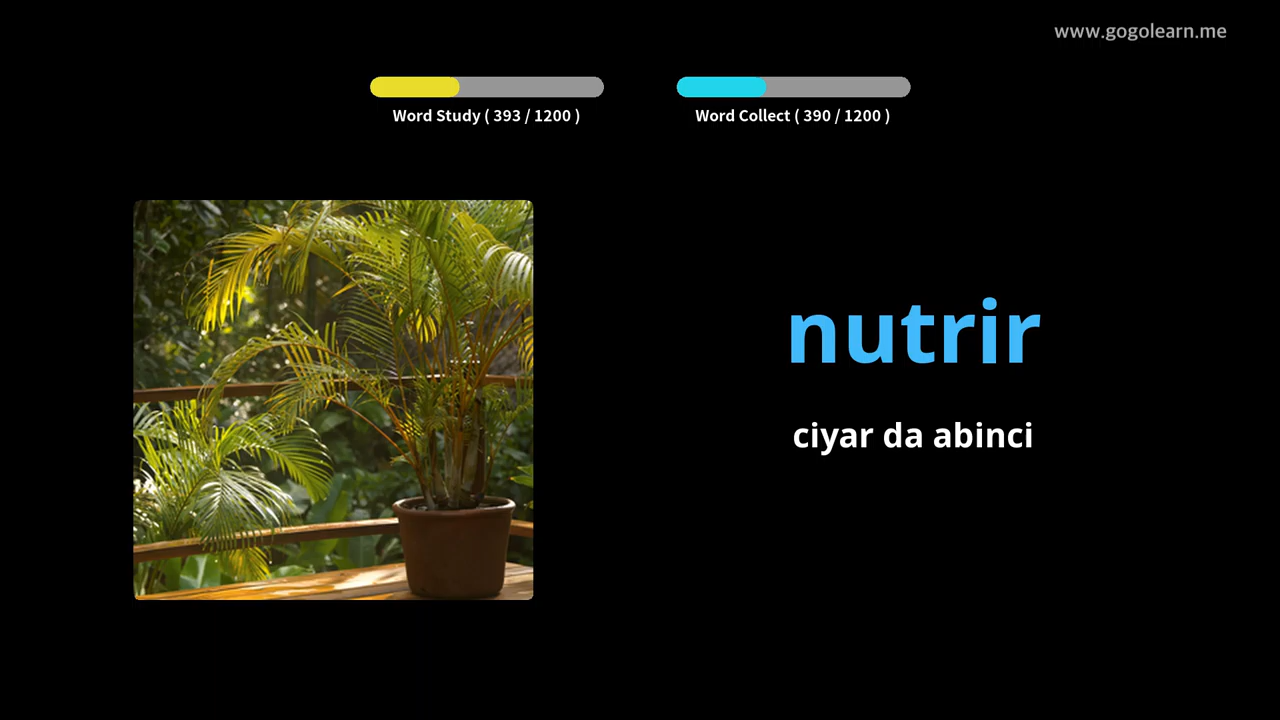 www.gogolearn.me
Word Study ( 393 / 1200 )
Word Collect ( 390 / 1200 )
nutrir
ciyar da abinci